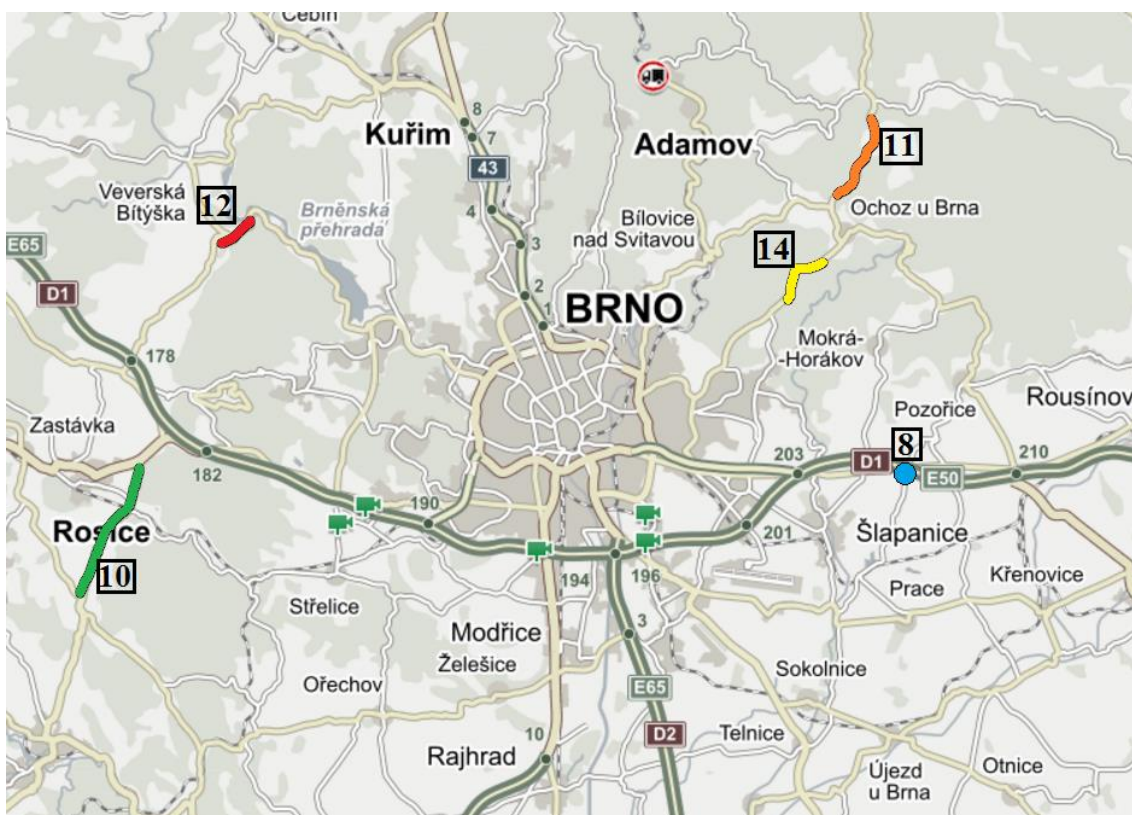 Čebín
8
7
Kuřim
43
Adamov
11
Veverská
Bítýška
12
Brněnská
přehrada
4
3
Bílovice
nad Svitavou
Ochoz u Brna
14
E65
D1
2
1
BRNO
178
Mokrá-
-Horákov
Rousínov
Zastávka
Pozořice
182
203
D1
8
E50
210
190
Rosice
10
194
196
201
Šlapanice
Střelice
Prace
Křenovice
Modřice
3
Želešice
Ořechov
Sokolnice
E65
10
D2
Telnice
Rajhrad
Újezd
u Brna
Otnice